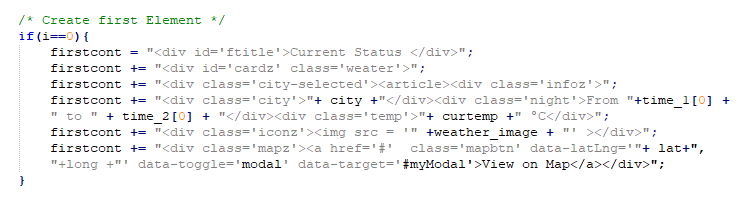 /* Create first Element */
if(i==0){
firstcont = "<div id='ftitle'>Current Status </div>";
firstcont += "<div id='cardz' class='weater'>";
firstcont += "<div class='city-selected'><article><div class='infoz'>";
firstcont += "<div class='city'>"+ city +"</div><div class='night'>From "+time_1[0] +
" to " + time_2[0] + "</div><div class='temp'>"+ curtemp +" °C</div>";
firstcont += "<div class='iconz'><img src = '" +weather_image + "' ></div>";
firstcont += "<div class='mapz'><a href='#'  class='mapbtn' data-latLng='"+ lat+",
"+long +"' data-toggle='modal' data-target='#myModal'>View on Map</a></div>";
}